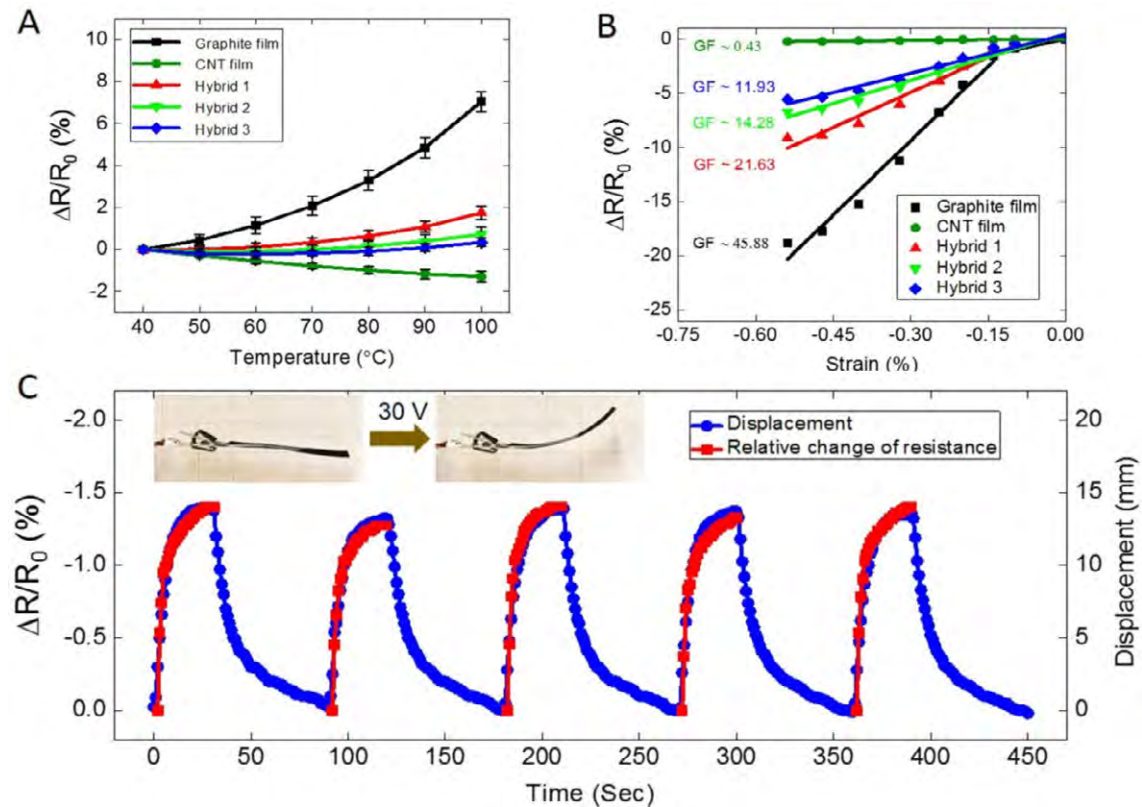 A
ΔR/R₀ (%)
10
8
6
4
2
0
-2
Graphite film
CNT film
Hybrid 1
Hybrid 2
Hybrid 3
40 50 60 70 80 90 100
Temperature (°C)
B
ΔR/R₀ (%)
0
-5
-10
-15
-20
-25
GF ~ 0.43
GF ~ 11.93
GF ~ 14.28
GF ~ 21.63
GF ~ 45.88
Graphite film
CNT film
Hybrid 1
Hybrid 2
Hybrid 3
-0.75 -0.60 -0.45 -0.30 -0.15 0.00
Strain (%)
C
ΔR/R₀ (%)
-2.0
-1.5
-1.0
-0.5
0.0
30 V
Displacement
Relative change of resistance
20
15
10
5
0
Displacement (mm)
0 50 100 150 200 250 300 350 400 450
Time (Sec)